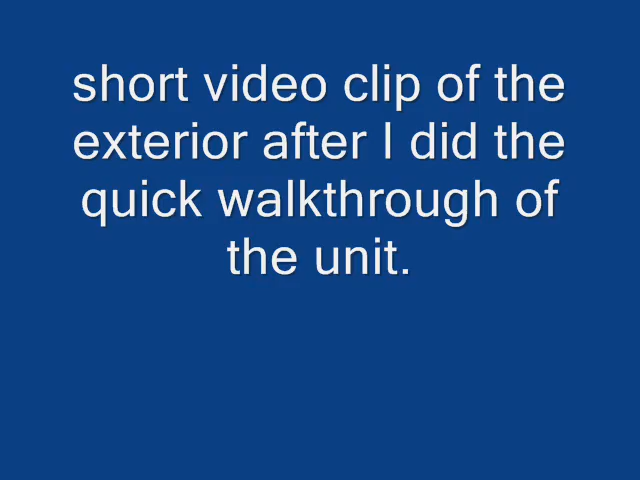 short video clip of the
exterior after I did the
quick walkthrough of
the unit.